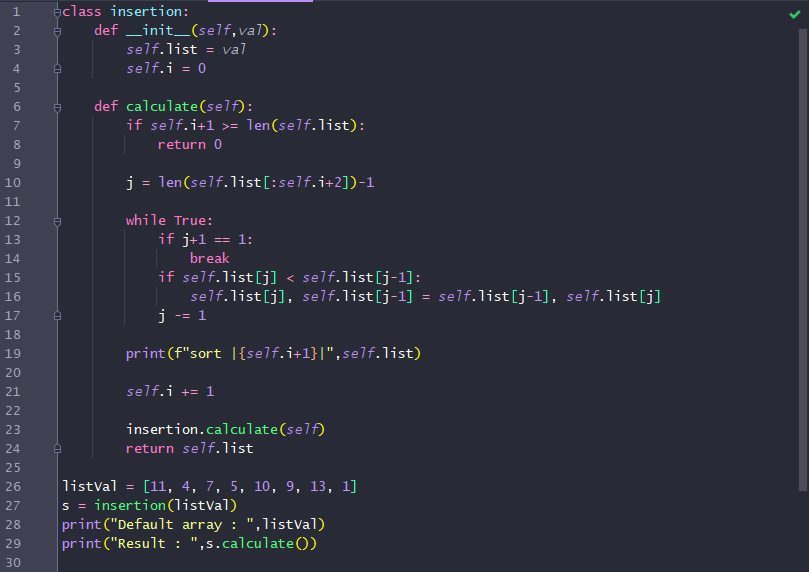 1 class insertion:
2     def __init__(self,val):
3         self.list = val
4         self.i = 0
5
6     def calculate(self):
7         if self.i+1 >= len(self.list):
8             return 0
9
10         j = len(self.list[:self.i+2])-1
11
12         while True:
13             if j+1 == 1:
14                 break
15             if self.list[j] < self.list[j-1]:
16                 self.list[j], self.list[j-1] = self.list[j-1], self.list[j]
17             j -= 1
18
19         print(f"sort |{self.i+1}|",self.list)
20
21         self.i += 1
22
23         insertion.calculate(self)
24         return self.list
25
26 listVal = [11, 4, 7, 5, 10, 9, 13, 1]
27 s = insertion(listVal)
28 print("Default array : ",listVal)
29 print("Result : ",s.calculate())
30